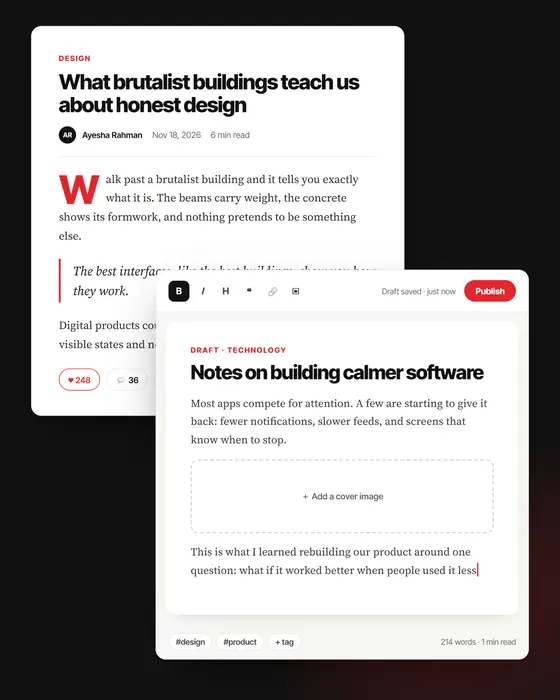 DESIGN
What brutalist buildings teach us
about honest design
AR Ayesha Rahman Nov 18, 2026 6 min read
Walk past a brutalist building and it tells you exactly
what it is. The beams carry weight, the concrete
shows its formwork, and nothing pretends to be something
else.
The best interfaces, like the best buildings, show you how
they work.
Digital products
visible states and
248 36
B I H ❝ Draft saved · just now Publish
DRAFT · TECHNOLOGY
Notes on building calmer software
Most apps compete for attention. A few are starting to give it
back: fewer notifications, slower feeds, and screens that
know when to stop.
+ Add a cover image
This is what I learned rebuilding our product around one
question: what if it worked better when people used it less
#design #product + tag 214 words · 1 min read